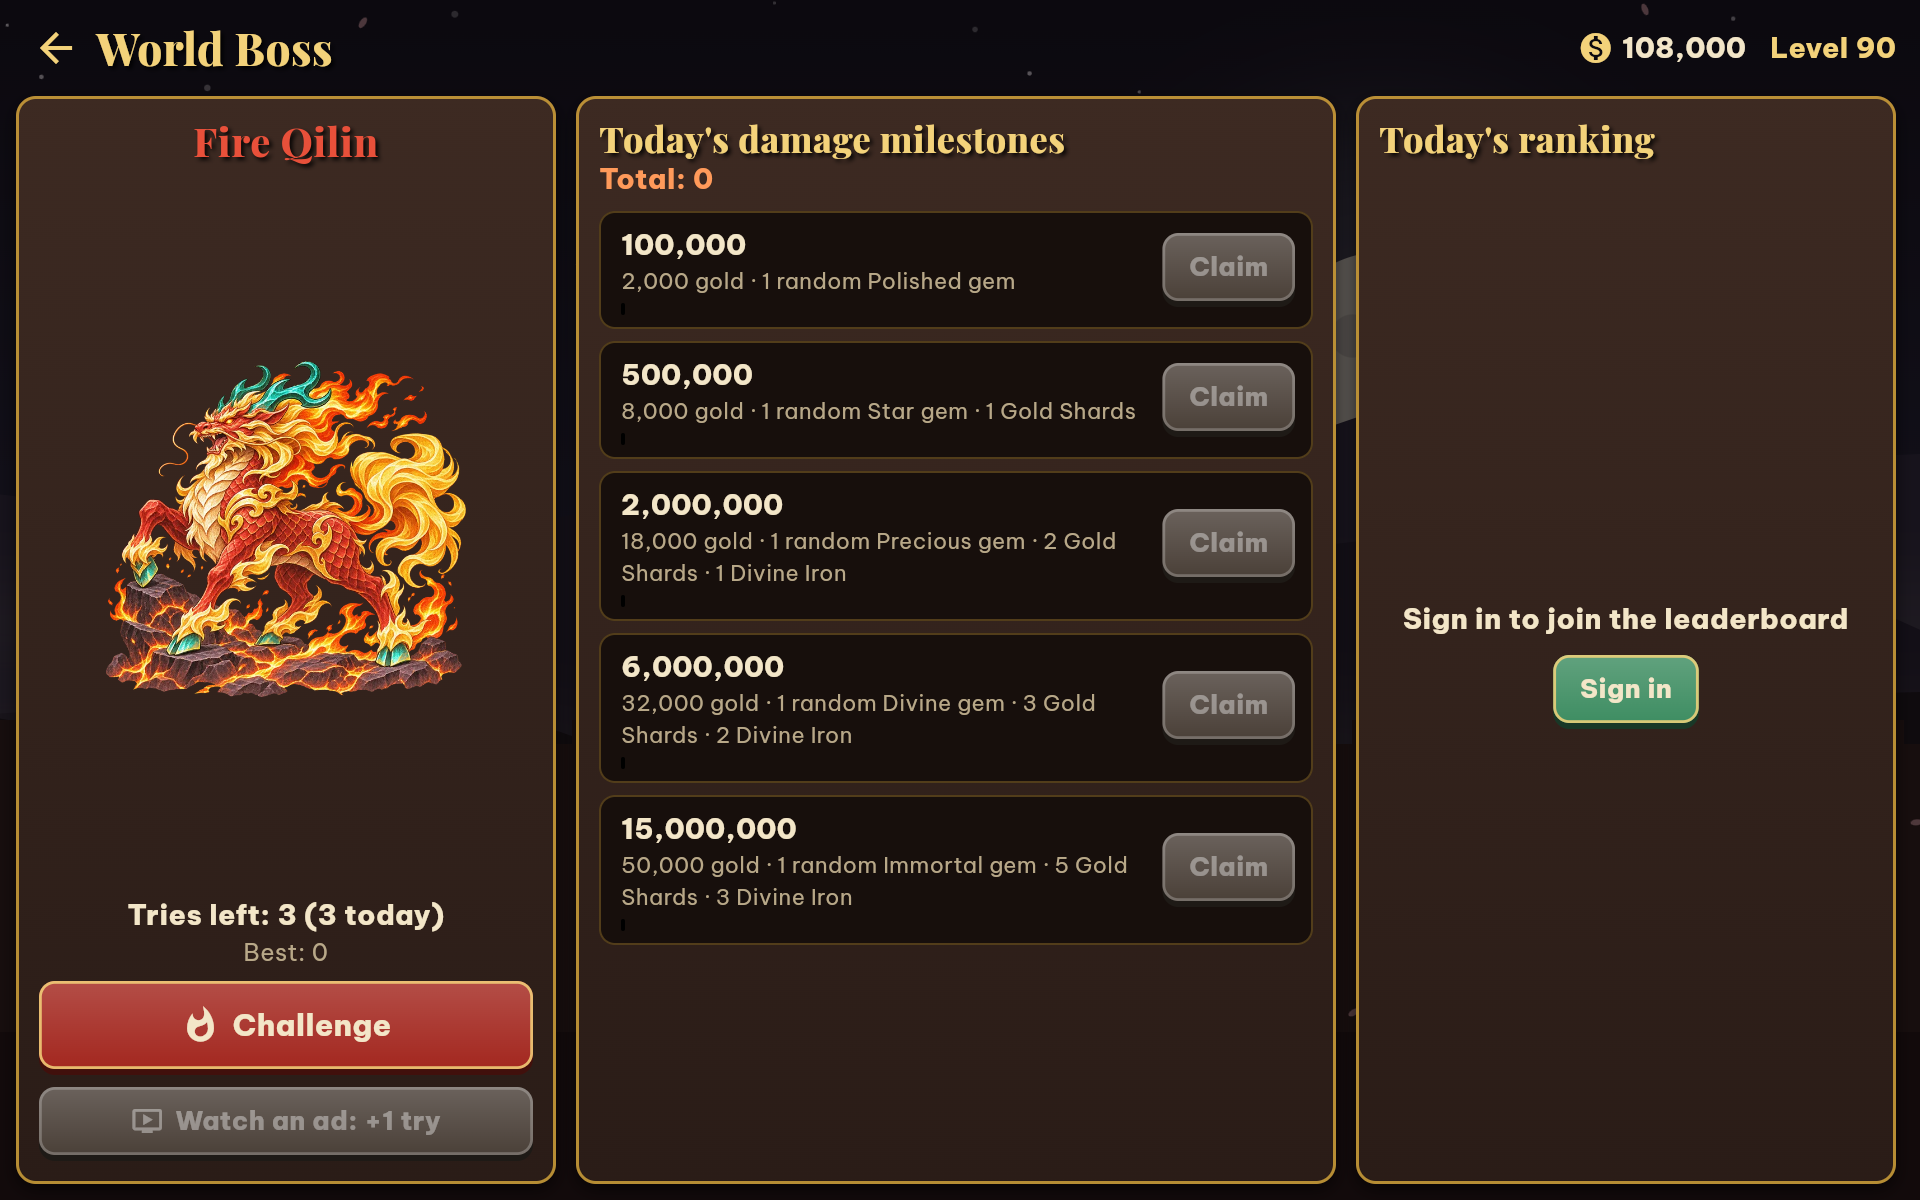 World Boss
108,000
Level 90
Fire Qilin
Tries left: 3 (3 today)
Best: 0
Challenge
Watch an ad: +1 try
Today's damage milestones
Total: 0
100,000
2,000 gold · 1 random Polished gem
Claim
500,000
8,000 gold · 1 random Star gem · 1 Gold Shards
Claim
2,000,000
18,000 gold · 1 random Precious gem · 2 Gold
Shards · 1 Divine Iron
Claim
6,000,000
32,000 gold · 1 random Divine gem · 3 Gold
Shards · 2 Divine Iron
Claim
15,000,000
50,000 gold · 1 random Immortal gem · 5 Gold
Shards · 3 Divine Iron
Claim
Today's ranking
Sign in to join the leaderboard
Sign in